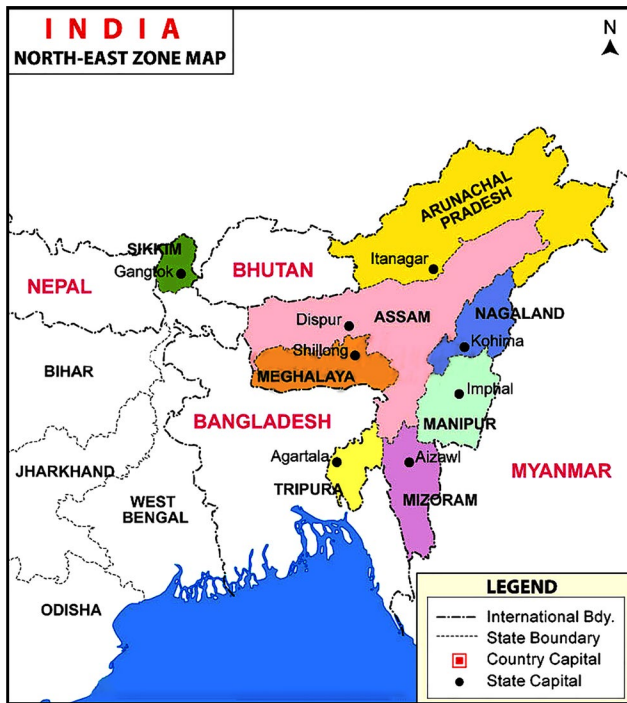 INDIA
NORTH-EAST ZONE MAP
N
ARUNACHAL
PRADESH
SIKKIM
Gangtok
Itanagar
BHUTAN
NEPAL
Dispur
ASSAM
NAGALAND
Shillong
Kohima
BIHAR
MEGHALAYA
Imphal
BANGLADESH
MANIPUR
Agartala
Aizawl
JHARKHAND
MYANMAR
TRIPURA
MIZORAM
WEST
BENGAL
ODISHA
LEGEND
International Bdy.
State Boundary
Country Capital
State Capital